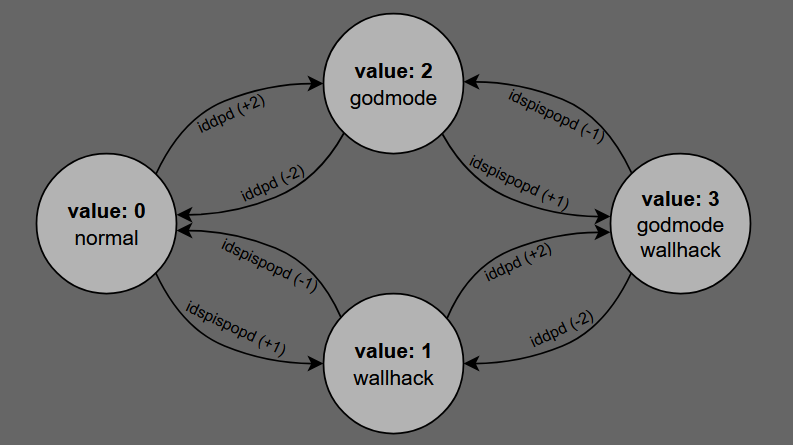 value: 2
godmode
iddpd (+2)
idspispopd (-1)
iddpd (-2)
idspispopd (+1)
value: 0
normal
value: 3
godmode
wallhack
idspispopd (-1)
iddpd (+2)
idspispopd (+1)
iddpd (-2)
value: 1
wallhack